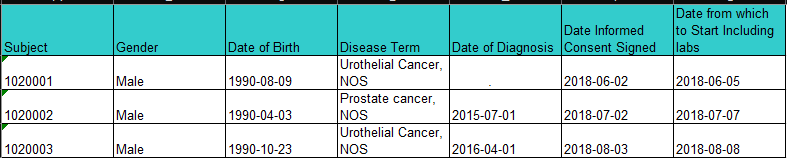 Subject Gender Date of Birth Disease Term Date of Diagnosis Date Informed Consent Signed Date from which to Start Including labs
1020001 Male 1990-08-09 Urothelial Cancer, NOS . 2018-06-02 2018-06-05
1020002 Male 1990-04-03 Prostate cancer, NOS 2015-07-01 2018-07-02 2018-07-07
1020003 Male 1990-10-23 Urothelial Cancer, NOS 2016-04-01 2018-08-03 2018-08-08